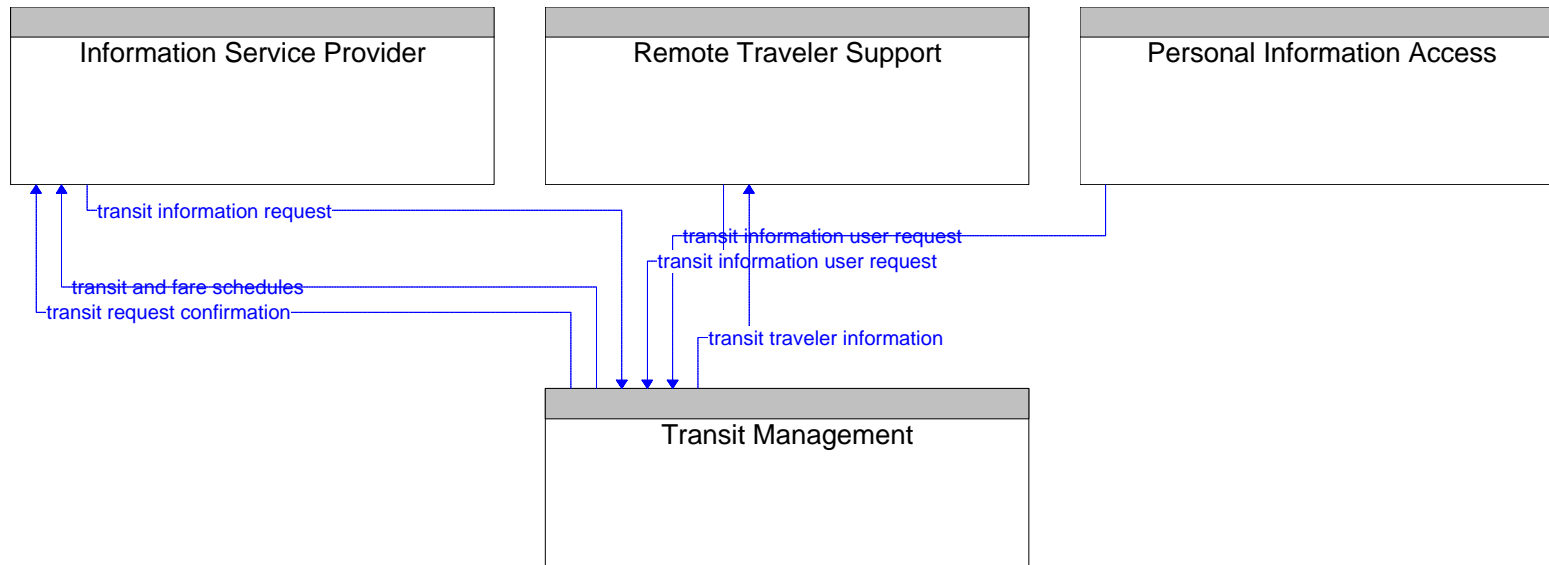 Information Service Provider
Remote Traveler Support
Personal Information Access
transit information request
transit information user request
transit information user request
transit and fare schedules
transit request confirmation
transit traveler information
Transit Management